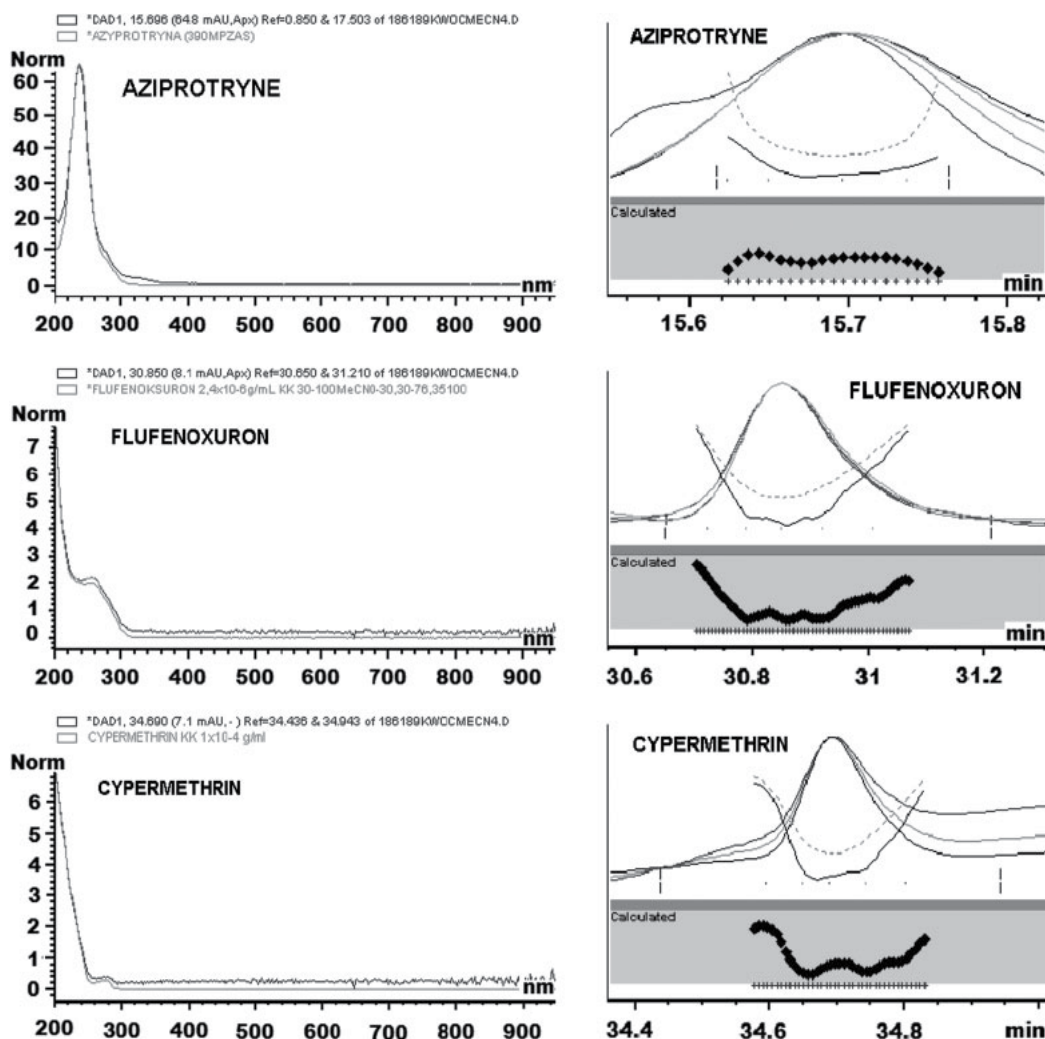 *DAD1, 15.696 (64.8 mAU,Apx) Ref=0.850 & 17.503 of 186189KWOCMECN4.D
*AZYPROTRYNA (390MPZAS)
Norm
AZIPROTRYNE
60
50
40
30
20
10
0
nm
200 300 400 500 600 700 800 900
AZIPROTRYNE
Calculated
min
15.6 15.7 15.8
*DAD1, 30.850 (8.1 mAU,Apx) Ref=30.650 & 31.210 of 186189KWOCMECN4.D
*FLUFENOKSURON 2,4x10-6g/mL KK 30-100MeCN0-30,30-76,35100
Norm
FLUFENOXURON
7
6
5
4
3
2
1
0
nm
200 300 400 500 600 700 800 900
FLUFENOXURON
Calculated
min
30.6 30.8 31 31.2
*DAD1, 34.690 (7.1 mAU, - ) Ref=34.436 & 34.943 of 186189KWOCMECN4.D
CYPERMETHRIN KK 1x10-4 g/ml
Norm
CYPERMETHRIN
6
5
4
3
2
1
0
nm
200 300 400 500 600 700 800 900
CYPERMETHRIN
Calculated
min
34.4 34.6 34.8